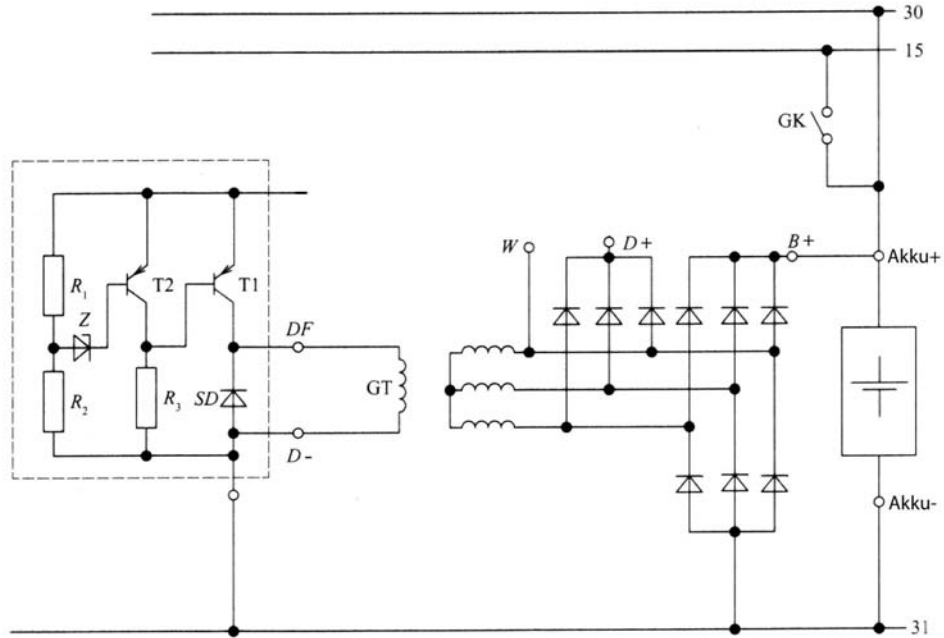 30
15
GK
W
D+
B+
Akku+
R1
T2
T1
Z
DF
GT
R2
R3
SD
D-
Akku-
31